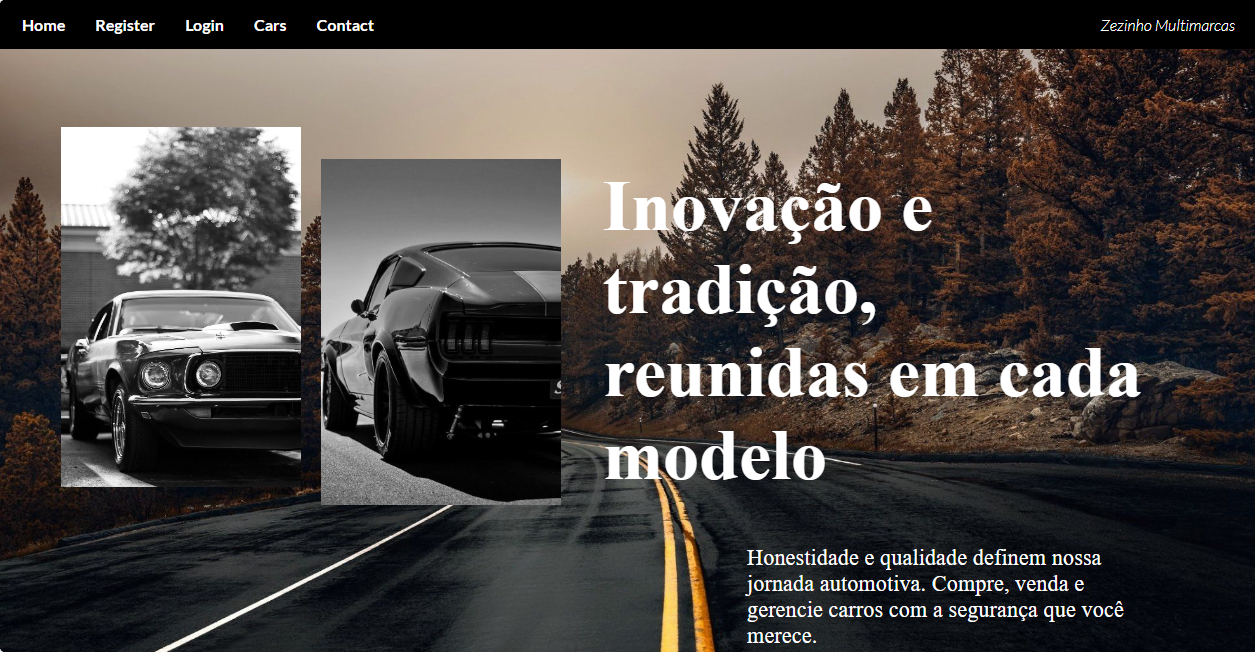 Home Register Login Cars Contact Zezinho Multimarcas
Inovação e
tradição,
reunidas em cada
modelo
Honestidade e qualidade definem nossa
jornada automotiva. Compre, venda e
gerencie carros com a segurança que você
merece.